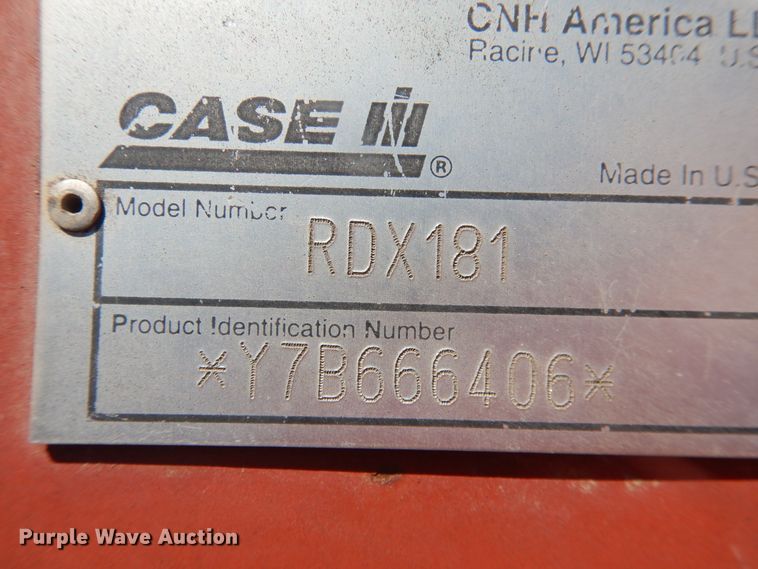 CNH America LL
Racine, WI 53404 U.S
CASE IH ®
Made In U.S
Model Number RDX181
Product Identification Number
*Y7B666406*
Purple Wave Auction